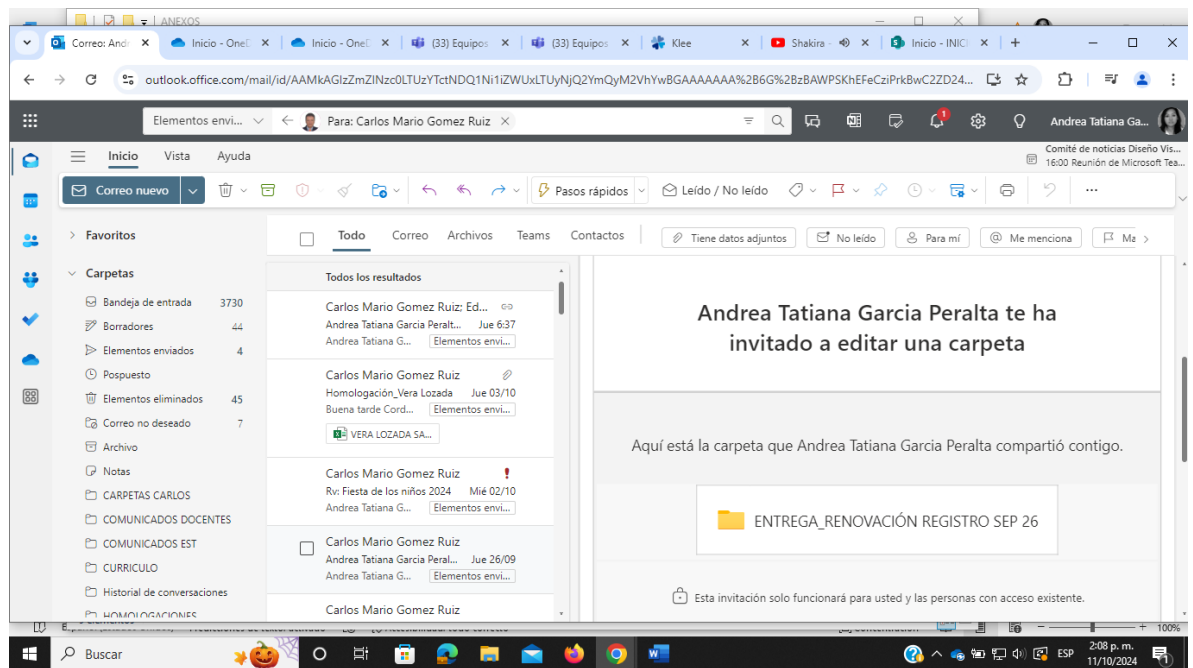 ANEXOS
Correo: Andr
Inicio - OneD
Inicio - OneD
(33) Equipos
(33) Equipos
Klee
Shakira -
Inicio - INICI
outlook.office.com/mail/id/AAMkAGIzZmZlNzc0LTUzYTctNDQ1Ni1iZWUxLTUyNjQ2YmQyM2VhYwBGAAAAAAA%2B6G%2BzBAWPSKhEFeCziPrkBwC2ZD24...
Elementos envi...
Para: Carlos Mario Gomez Ruiz
Andrea Tatiana Ga...
Inicio
Vista
Ayuda
Comité de noticias Diseño Vis...
16:00 Reunión de Microsoft Tea...
Correo nuevo
Pasos rápidos
Leído / No leído
Favoritos
Carpetas
Bandeja de entrada 3730
Borradores 44
Elementos enviados 4
Pospuesto
Elementos eliminados 45
Correo no deseado 7
Archivo
Notas
CARPETAS CARLOS
COMUNICADOS DOCENTES
COMUNICADOS EST
CURRICULO
Historial de conversaciones
HOMOLOGACIONES
Todo
Correo
Archivos
Teams
Contactos
Tiene datos adjuntos
No leído
Para mí
Me menciona
Ma
Todos los resultados
Carlos Mario Gomez Ruiz; Ed...
Andrea Tatiana Garcia Peralt... Jue 6:37
Andrea Tatiana G... Elementos envi...
Carlos Mario Gomez Ruiz
Homologación_Vera Lozada Jue 03/10
Buena tarde Cord... Elementos envi...
VERA LOZADA SA...
Carlos Mario Gomez Ruiz
Rv: Fiesta de los niños 2024 Mié 02/10
Andrea Tatiana G... Elementos envi...
Carlos Mario Gomez Ruiz
Andrea Tatiana Garcia Peral... Jue 26/09
Andrea Tatiana G... Elementos envi...
Carlos Mario Gomez Ruiz
Andrea Tatiana Garcia Peralta te ha
invitado a editar una carpeta
Aquí está la carpeta que Andrea Tatiana Garcia Peralta compartió contigo.
ENTREGA_RENOVACIÓN REGISTRO SEP 26
Esta invitación solo funcionará para usted y las personas con acceso existente.
100%
Buscar
ESP
2:08 p. m.
11/10/2024